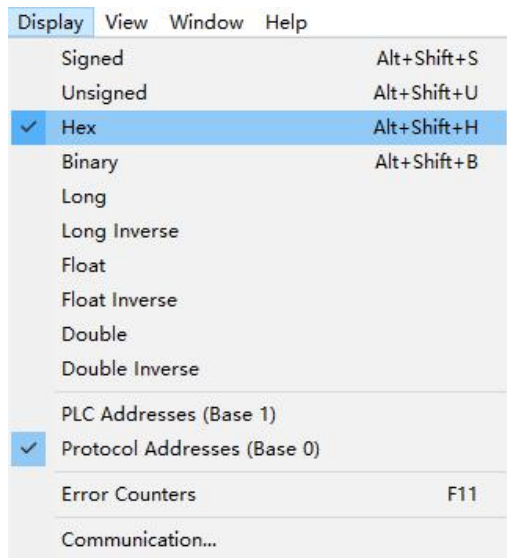 Display View Window Help
Signed Alt+Shift+S
Unsigned Alt+Shift+U
Hex Alt+Shift+H
Binary Alt+Shift+B
Long
Long Inverse
Float
Float Inverse
Double
Double Inverse
PLC Addresses (Base 1)
Protocol Addresses (Base 0)
Error Counters F11
Communication...